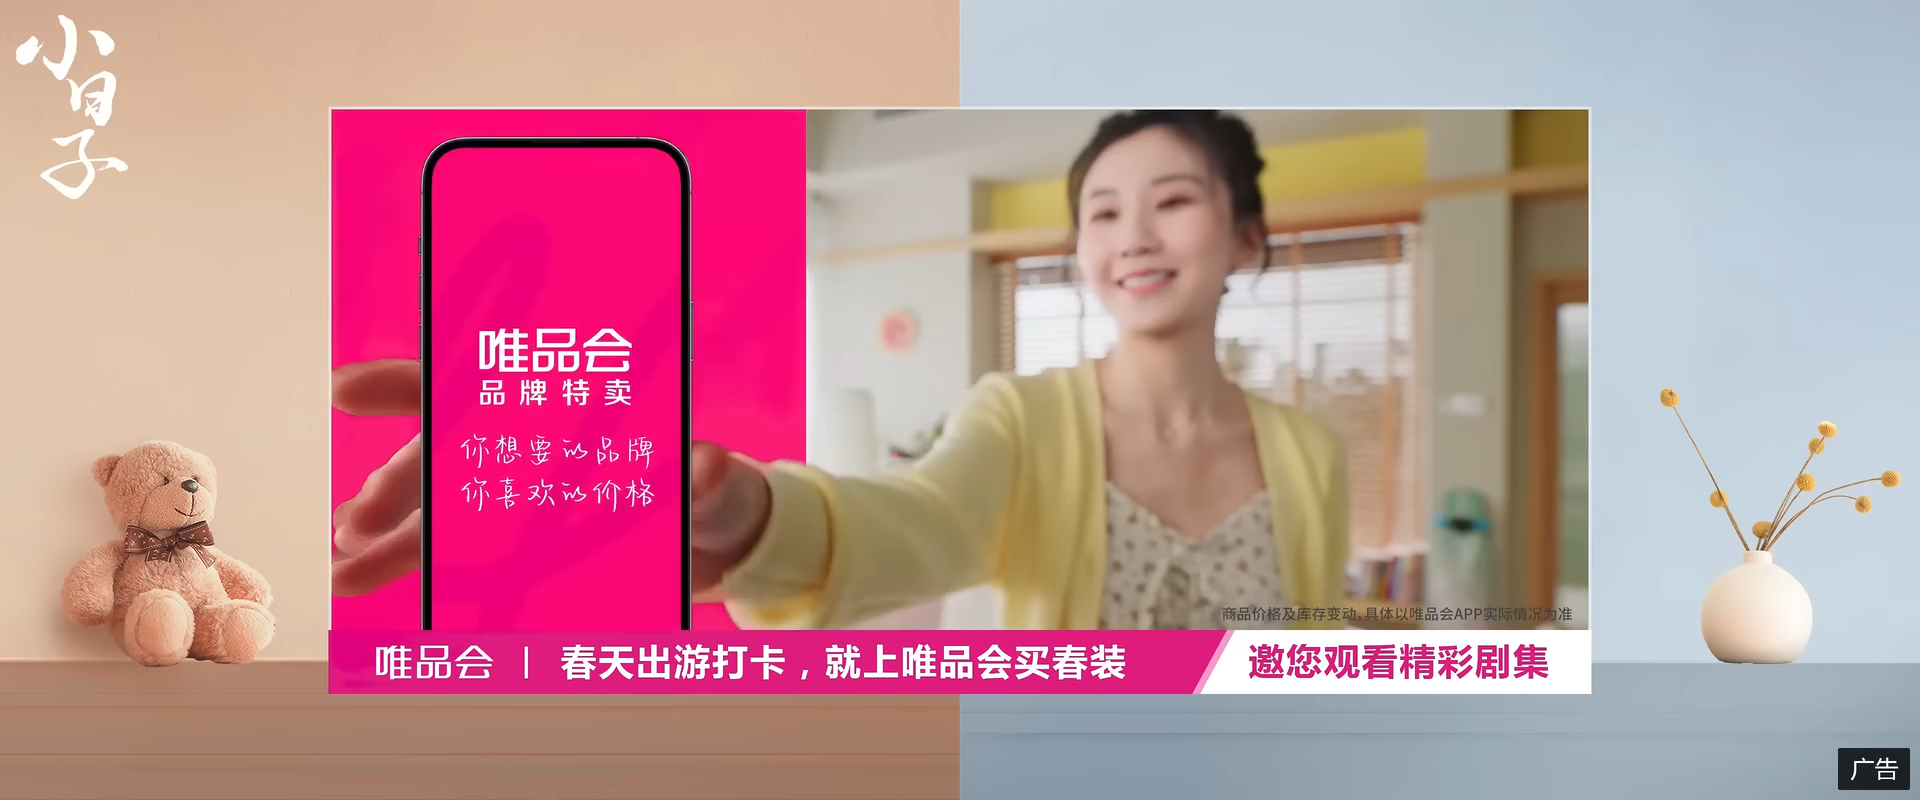 小日子
唯品会
品牌特卖
你想要的品牌
你喜欢的价格
商品价格及库存变动,具体以唯品会APP实际情况为准
唯品会 | 春天出游打卡，就上唯品会买春装
邀您观看精彩剧集
广告